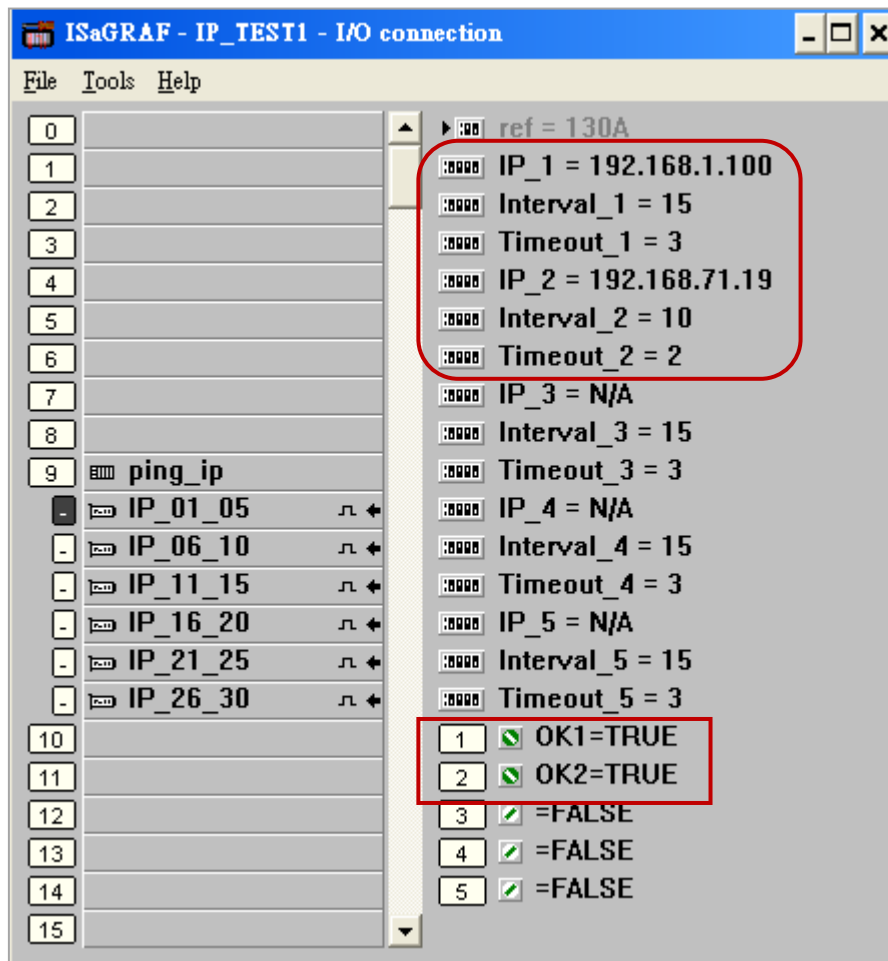 ISaGRAF - IP_TEST1 - I/O connection
File Tools Help
0
1
2
3
4
5
6
7
8
9 ping_ip
- IP_01_05
- IP_06_10
- IP_11_15
- IP_16_20
- IP_21_25
- IP_26_30
10
11
12
13
14
15
ref = 130A
IP_1 = 192.168.1.100
Interval_1 = 15
Timeout_1 = 3
IP_2 = 192.168.71.19
Interval_2 = 10
Timeout_2 = 2
IP_3 = N/A
Interval_3 = 15
Timeout_3 = 3
IP_4 = N/A
Interval_4 = 15
Timeout_4 = 3
IP_5 = N/A
Interval_5 = 15
Timeout_5 = 3
1 OK1=TRUE
2 OK2=TRUE
3 =FALSE
4 =FALSE
5 =FALSE